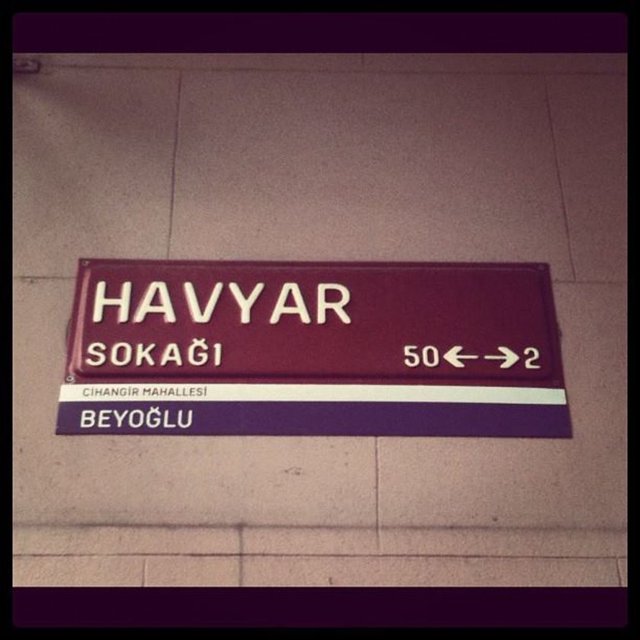 HAVYAR
SOKAĞI 50←→2
CİHANGİR MAHALLESİ
BEYOĞLU